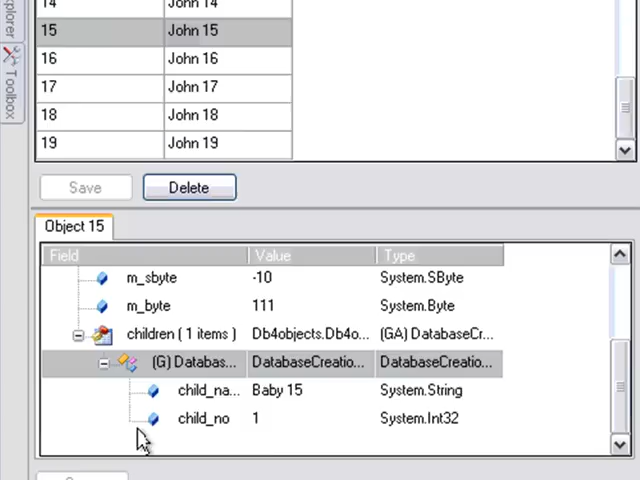 14 John 14
15 John 15
16 John 16
17 John 17
18 John 18
19 John 19
Explorer
Toolbox
Save Delete
Object 15
Field Value Type
m_sbyte -10 System.SByte
m_byte 111 System.Byte
children ( 1 items ) Db4objects.Db4o... (GA) DatabaseCr...
(G) Databas... DatabaseCreatio... DatabaseCreatio...
child_na... Baby 15 System.String
child_no 1 System.Int32